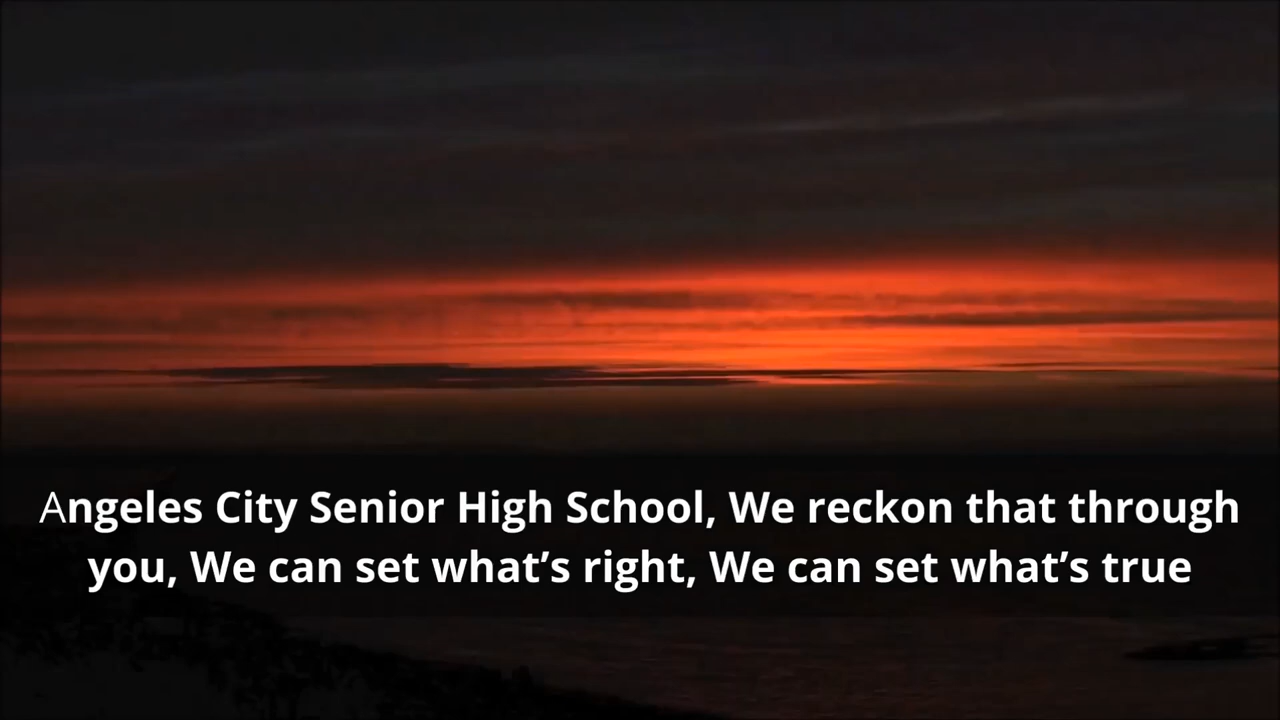 Angeles City Senior High School, We reckon that through
you, We can set what’s right, We can set what’s true